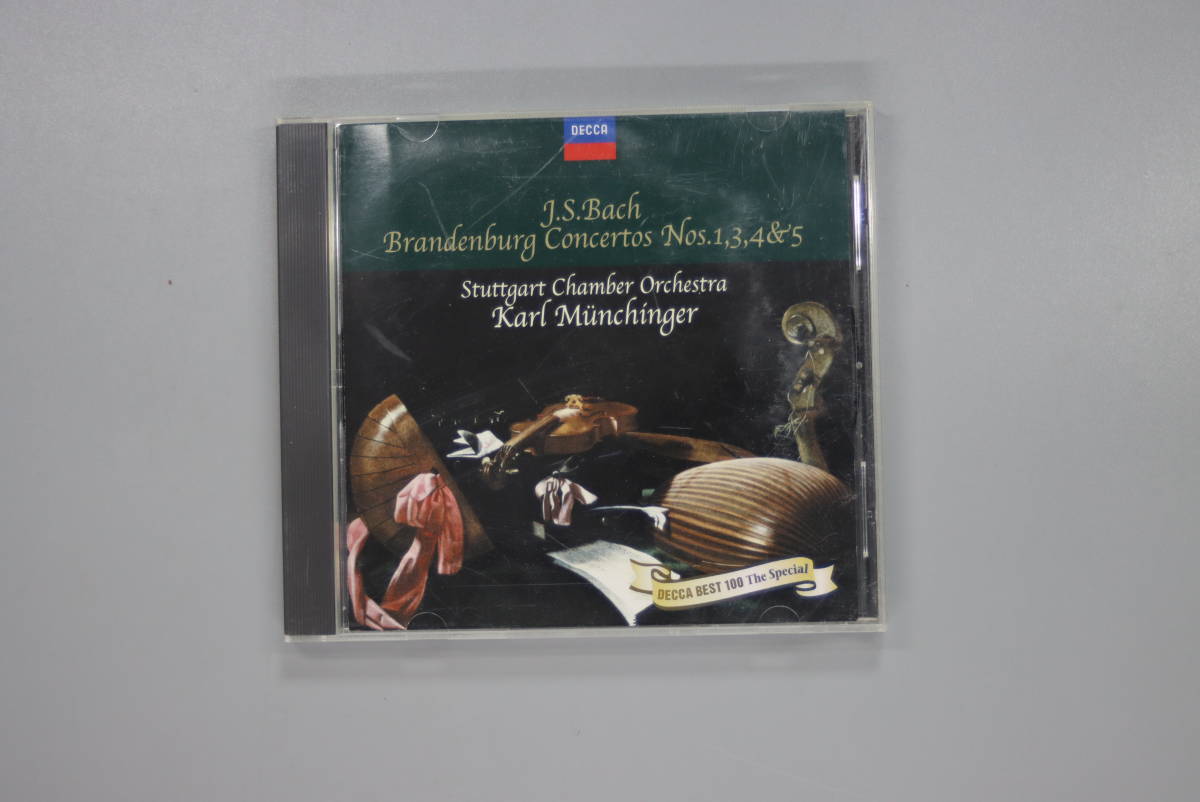 DECCA
J.S.Bach
Brandenburg Concertos Nos.1,3,4&5
Stuttgart Chamber Orchestra
Karl Münchinger
DECCA BEST 100 The Special